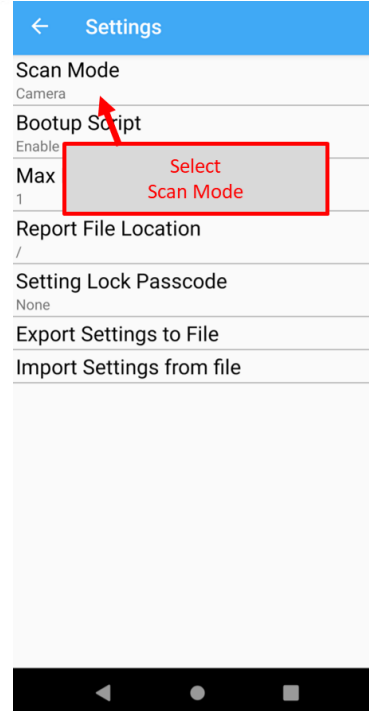 Settings
Scan Mode
Camera
Bootup Script
Enable
Select
Scan Mode
Max
1
Report File Location
/
Setting Lock Passcode
None
Export Settings to File
Import Settings from file